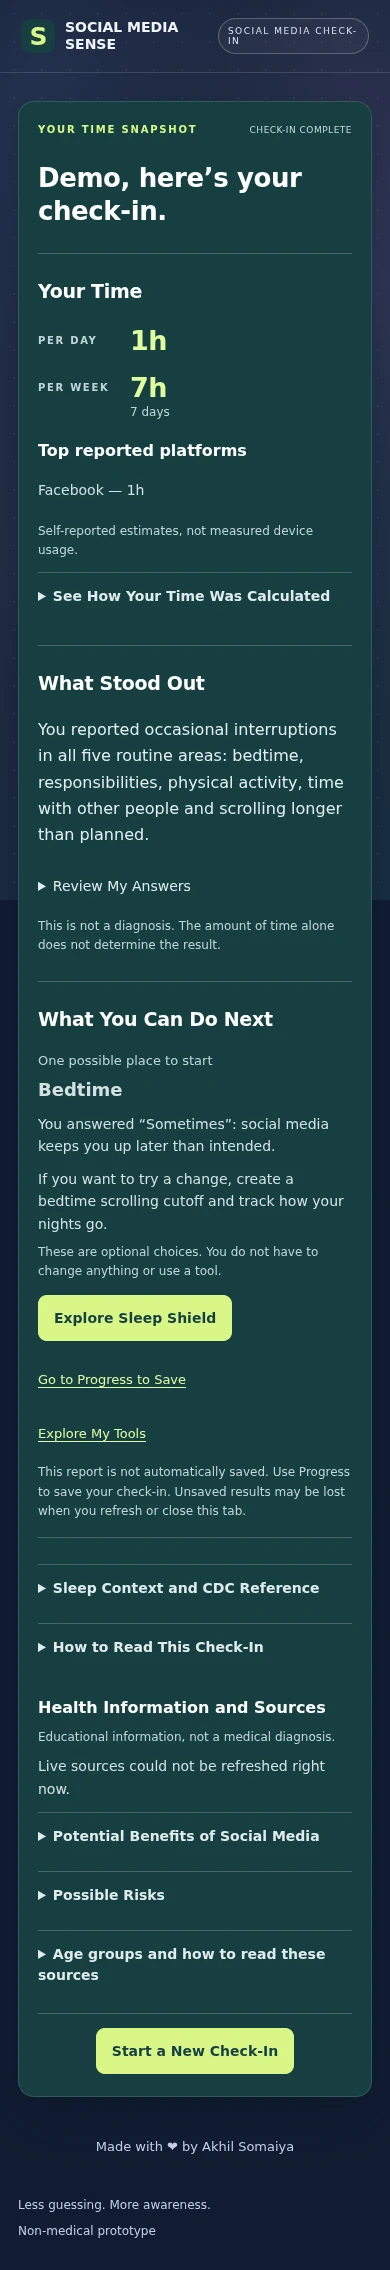 S
SOCIAL MEDIA
SENSE
SOCIAL MEDIA CHECK-
IN
YOUR TIME SNAPSHOT
CHECK-IN COMPLETE
Demo, here’s your
check-in.
Your Time
PER DAY 1h
PER WEEK 7h
7 days
Top reported platforms
Facebook — 1h
Self-reported estimates, not measured device
usage.
▶ See How Your Time Was Calculated
What Stood Out
You reported occasional interruptions
in all five routine areas: bedtime,
responsibilities, physical activity, time
with other people and scrolling longer
than planned.
▶ Review My Answers
This is not a diagnosis. The amount of time alone
does not determine the result.
What You Can Do Next
One possible place to start
Bedtime
You answered “Sometimes”: social media
keeps you up later than intended.
If you want to try a change, create a
bedtime scrolling cutoff and track how your
nights go.
These are optional choices. You do not have to
change anything or use a tool.
Explore Sleep Shield
Go to Progress to Save
Explore My Tools
This report is not automatically saved. Use Progress
to save your check-in. Unsaved results may be lost
when you refresh or close this tab.
▶ Sleep Context and CDC Reference
▶ How to Read This Check-In
Health Information and Sources
Educational information, not a medical diagnosis.
Live sources could not be refreshed right
now.
▶ Potential Benefits of Social Media
▶ Possible Risks
▶ Age groups and how to read these
sources
Start a New Check-In
Made with ❤ by Akhil Somaiya
Less guessing. More awareness.
Non-medical prototype